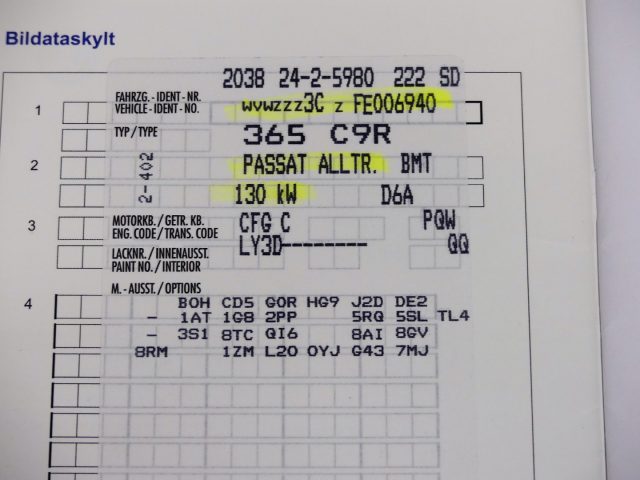 Bildataskylt
2038 24-2-5980 222 SD
1 FAHRZG.-IDENT-NR. WVWZZZ3C Z FE006940
VEHICLE-IDENT-NO.
TYP/TYPE 365 C9R
2 2-402 PASSAT ALLTR. BMT
130 kW D6A
3 MOTORKB./GETR. KB. CFG C PQW
ENG. CODE/TRANS. CODE
LACKNR./INNENAUSST. LY3D-------- QQ
PAINT NO./INTERIOR
4 M.-AUSST./OPTIONS
B0H CD5 G0R HG9 J2D DE2
- 1AT 1G8 2PP 5RQ 5SL TL4
- 3S1 8TC QI6 8AI 8GV
8RM 1ZM L20 0YJ G43 7MJ